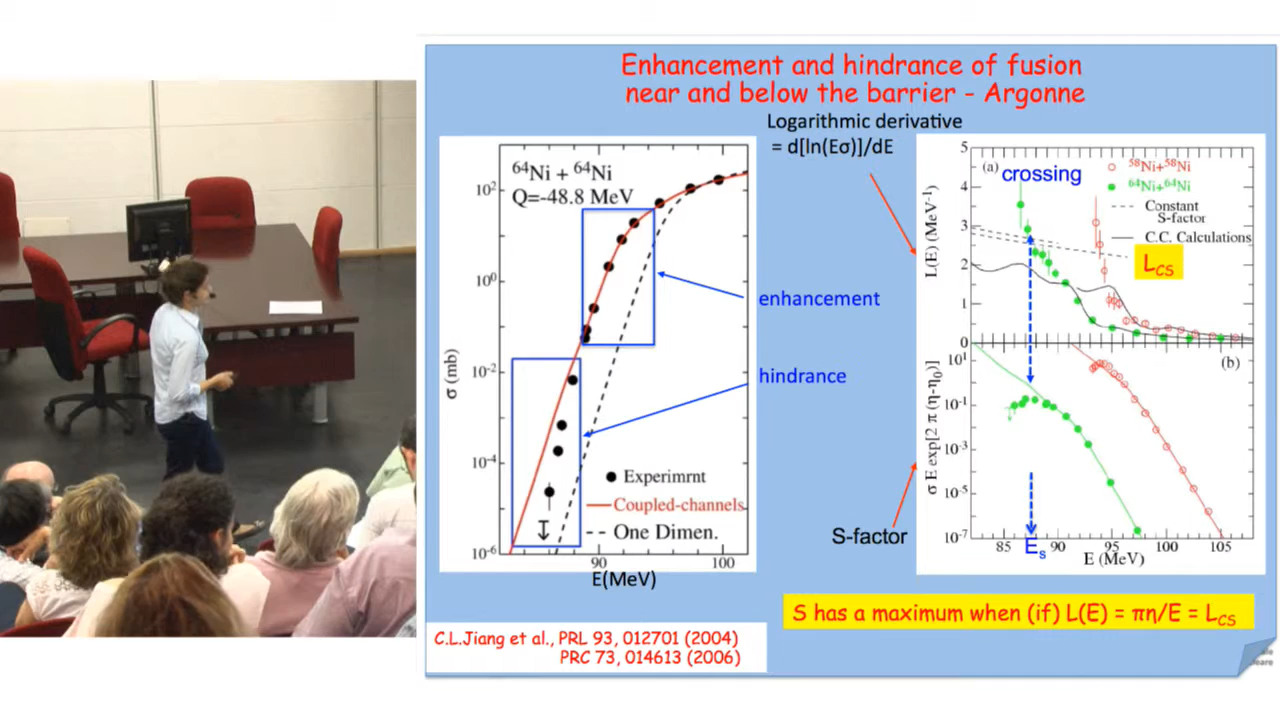 Enhancement and hindrance of fusion
near and below the barrier - Argonne
Logarithmic derivative
= d[ln(Eσ)]/dE
⁶⁴Ni + ⁶⁴Ni
Q=-48.8 MeV
10²
10⁰
10⁻²
10⁻⁴
10⁻⁶
σ (mb)
Experimrnt
Coupled-channels
One Dimen.
90
100
E(MeV)
enhancement
hindrance
S-factor
(a)
crossing
⁵⁸Ni+⁵⁸Ni
⁶⁴Ni+⁶⁴Ni
Constant
S-factor
C.C. Calculations
L_CS
L(E) (MeV⁻¹)
5
4
3
2
1
0
(b)
σ E exp[2 π (η-η₀)]
10¹
10⁻¹
10⁻³
10⁻⁵
10⁻⁷
E_s
85
90
95
100
105
E (MeV)
S has a maximum when (if) L(E) = πη/E = L_CS
C.L.Jiang et al., PRL 93, 012701 (2004)
PRC 73, 014613 (2006)